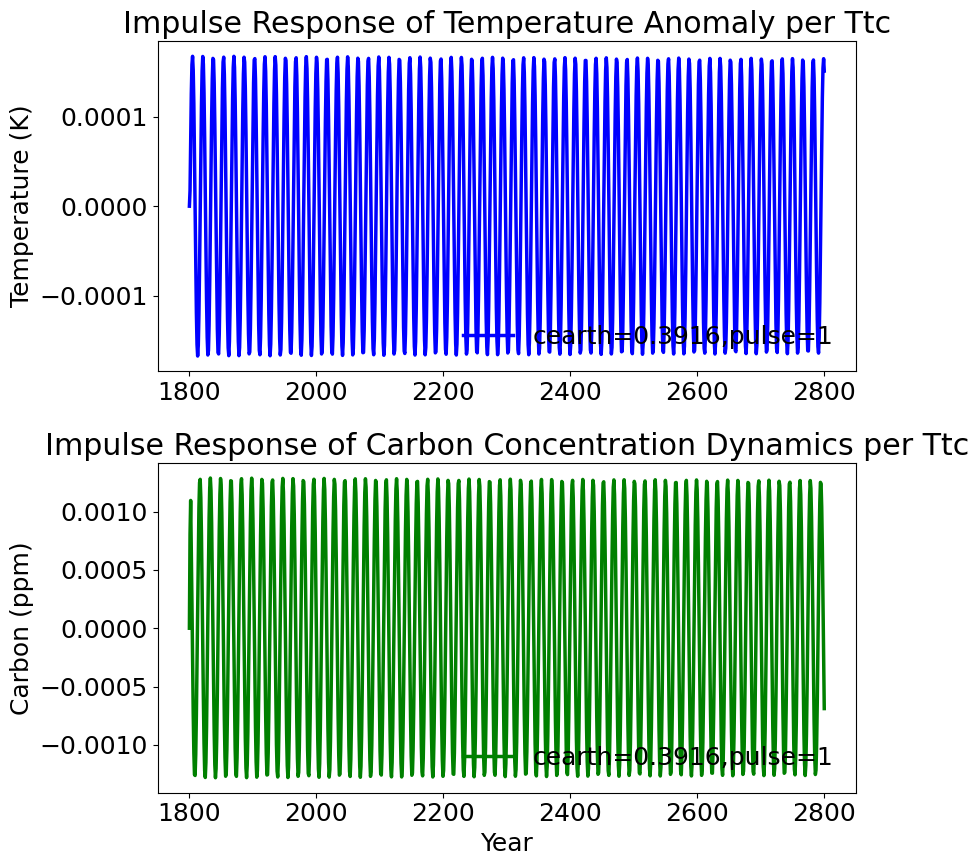 Impulse Response of Temperature Anomaly per Ttc
Temperature (K)
0.0001
0.0000
−0.0001
cearth=0.3916,pulse=1
1800 2000 2200 2400 2600 2800
Impulse Response of Carbon Concentration Dynamics per Ttc
Carbon (ppm)
0.0010
0.0005
0.0000
−0.0005
−0.0010
cearth=0.3916,pulse=1
1800 2000 2200 2400 2600 2800
Year